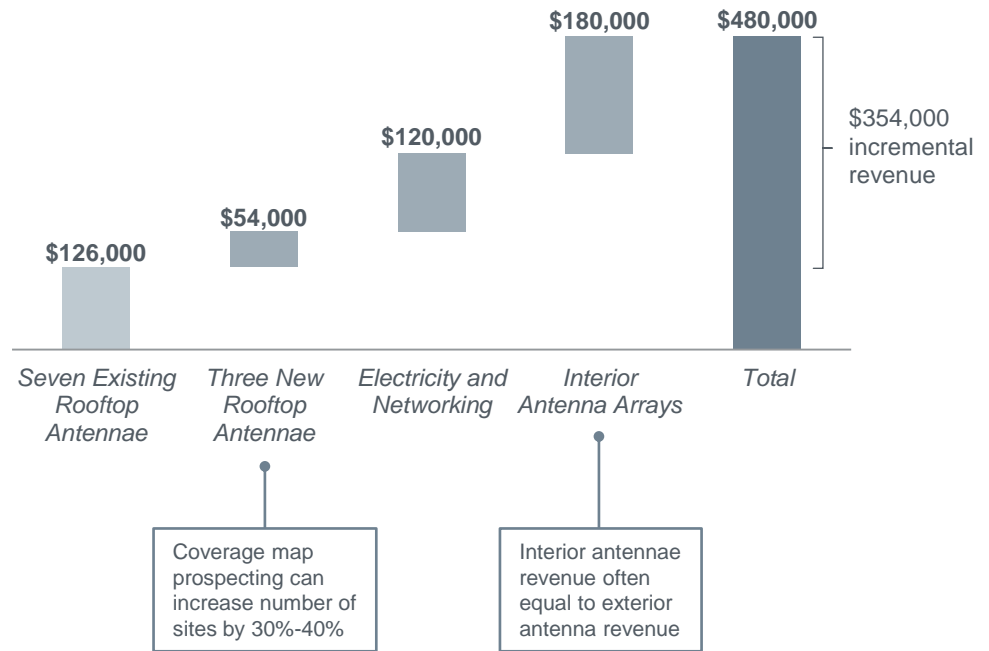 $180,000
$480,000
$354,000
incremental
revenue
$120,000
$54,000
$126,000
Seven Existing
Rooftop
Antennae
Three New
Rooftop
Antennae
Electricity and
Networking
Interior
Antenna Arrays
Total
Coverage map
prospecting can
increase number of
sites by 30%-40%
Interior antennae
revenue often
equal to exterior
antenna revenue